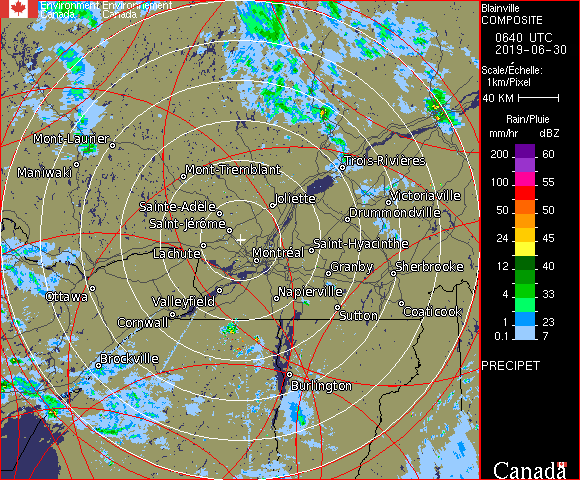 Environment Environnement
Canada Canada
Blainville
COMPOSITE
0640 UTC
2019-06-30
Scale/Échelle:
1km/Pixel
40 KM
Rain/Pluie
mm/hr dBZ
200 60
100 55
50 50
24 45
12 40
4 33
1 23
0.1 7
PRECIPET
Canada
Mont-Laurier
Maniwaki
Mont-Tremblant
Trois-Rivières
Joliette
Victoriaville
Sainte-Adele
Drummondville
Saint-Jérome
Lachute
Montréal
Saint-Hyacinthe
Granby
Sherbrooke
Ottawa
Valleyfield
Napierville
Cornwall
Sutton
Coaticook
Brockville
Burlington